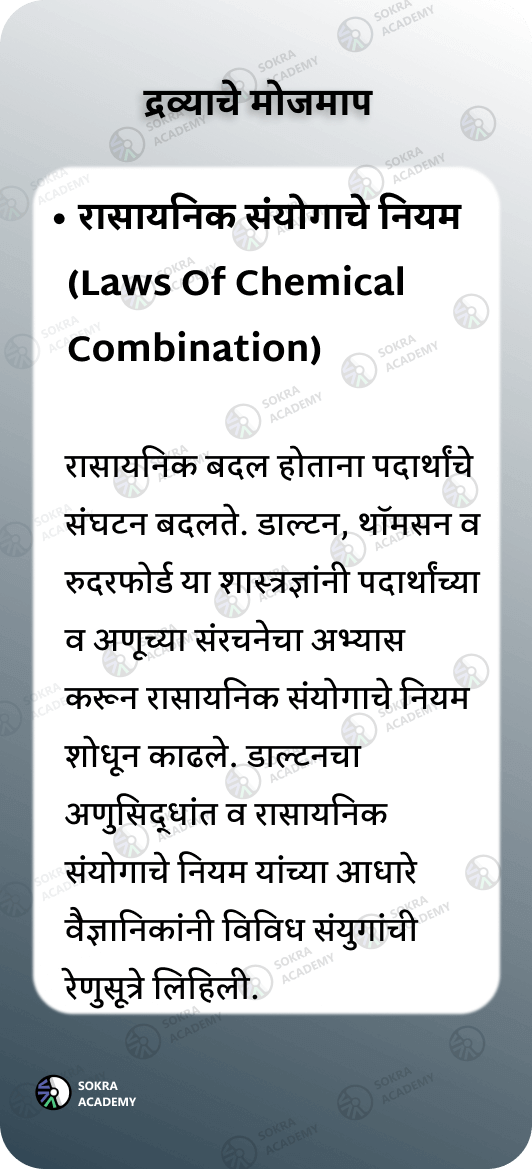 द्रव्याचे मोजमाप
• रासायनिक संयोगाचे नियम
(Laws Of Chemical
Combination)
रासायनिक बदल होताना पदार्थांचे
संघटन बदलते. डाल्टन, थॉमसन व
रुदरफोर्ड या शास्त्रज्ञांनी पदार्थांच्या
व अणूच्या संरचनेचा अभ्यास
करून रासायनिक संयोगाचे नियम
शोधून काढले. डाल्टनचा
अणुसिद्धांत व रासायनिक
संयोगाचे नियम यांच्या आधारे
वैज्ञानिकांनी विविध संयुगांची
रेणुसूत्रे लिहिली.
SOKRA
ACADEMY